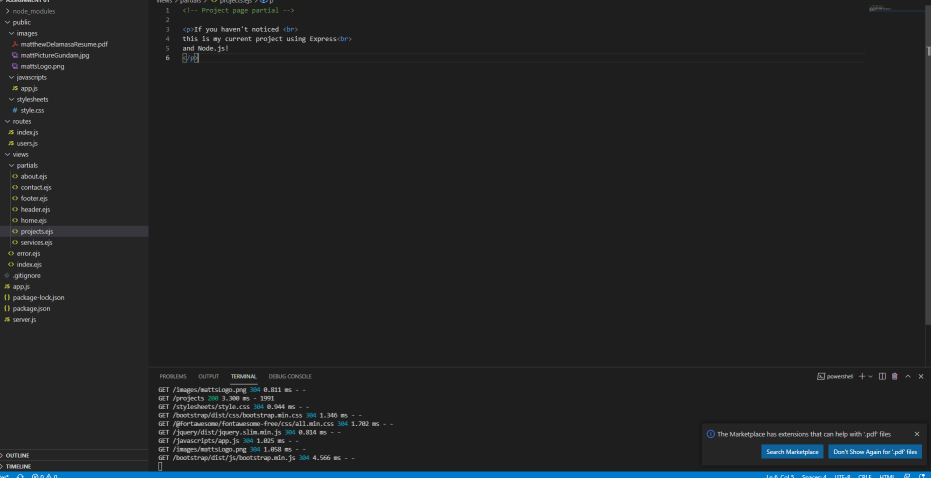 ASSIGNMENT 01
node_modules
public
images
matthewDelamasaResume.pdf
mattPictureGundam.jpg
mattsLogo.png
javascripts
JS app.js
stylesheets
# style.css
routes
JS index.js
JS users.js
views
partials
<> about.ejs
<> contact.ejs
<> footer.ejs
<> header.ejs
<> home.ejs
<> projects.ejs
<> services.ejs
<> error.ejs
<> index.ejs
.gitignore
JS app.js
{} package-lock.json
{} package.json
JS server.js
OUTLINE
TIMELINE
views > partials > <> projects.ejs > p
1 <!-- Project page partial -->
2
3 <p>If you haven't noticed <br>
4 this is my current project using Express<br>
5 and Node.js!
6 </p>
PROBLEMS OUTPUT TERMINAL DEBUG CONSOLE
powershell
GET /images/mattsLogo.png 304 0.811 ms - -
GET /projects 200 3.300 ms - 1991
GET /stylesheets/style.css 304 0.944 ms - -
GET /bootstrap/dist/css/bootstrap.min.css 304 1.346 ms - -
GET /@fortawesome/fontawesome-free/css/all.min.css 304 1.702 ms - -
GET /jquery/dist/jquery.slim.min.js 304 0.814 ms - -
GET /javascripts/app.js 304 1.025 ms - -
GET /images/mattsLogo.png 304 1.058 ms - -
GET /bootstrap/dist/js/bootstrap.min.js 304 4.566 ms - -
The Marketplace has extensions that can help with '.pdf' files
Search Marketplace
Don't Show Again for '.pdf' files
Ln 6, Col 5 Spaces: 4 UTF-8 CRLF HTML